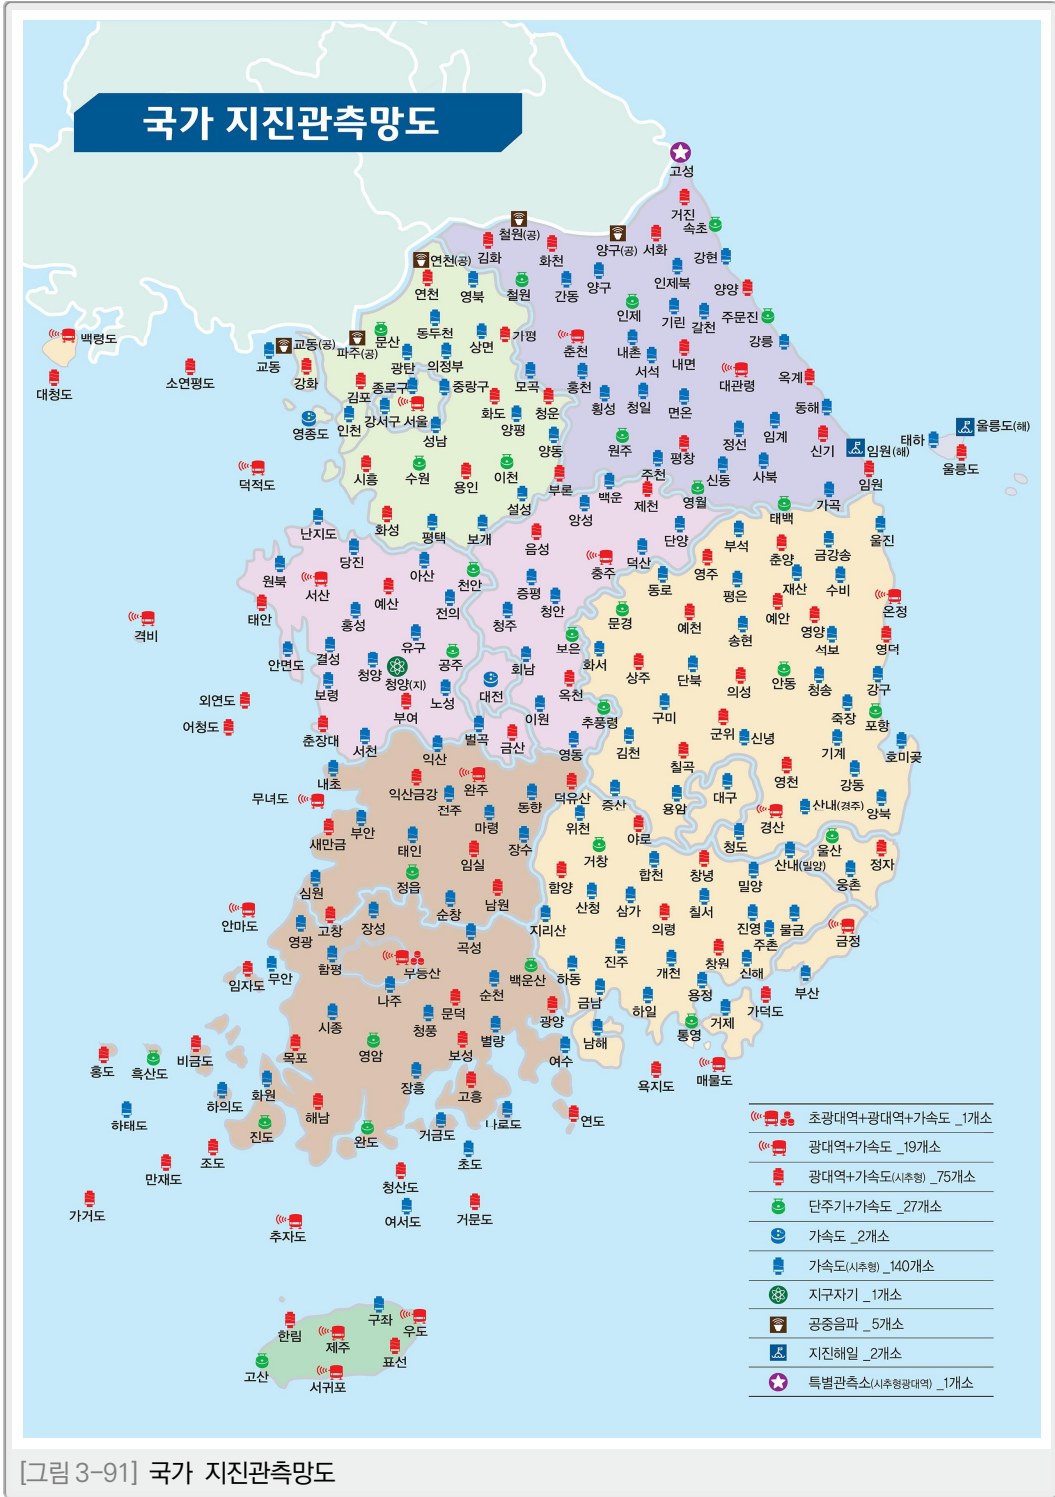 국가 지진관측망도
고성
거진
속초
철원(공)
김화
화천
양구(공)
서화
강현
연천(공)
연천
영북
철원
간동
양구
인제북
양양
인제
기린
갈천
주문진
백령도
대청도
소연평도
교동
교동(공)
강화
파주(공)
문산
동두천
광탄
의정부
상면
가평
춘천
내촌
서석
내면
강릉
대관령
옥계
김포
종로구
중랑구
모곡
홍천
영종도
인천
강서구
서울
성남
화도
양평
청운
횡성
청일
면온
동해
양동
원주
평창
정선
임계
신기
임원(해)
태하
울릉도(해)
울릉도
덕적도
시흥
수원
용인
이천
부론
주천
신동
사북
임원
설성
백운
제천
영월
가곡
난지도
화성
평택
보개
앙성
음성
단양
태백
부석
울진
당진
아산
천안
충주
덕산
영주
춘양
금강송
원북
서산
예산
전의
증평
청안
동로
평은
재산
수비
격비
태안
홍성
청주
문경
예천
송현
예안
영양
석보
온정
영덕
안면도
결성
유구
공주
보은
화서
청양
청양(지)
회남
상주
단북
의성
안동
청송
강구
보령
노성
대전
옥천
외연도
부여
이원
추풍령
구미
죽장
포항
어청도
춘장대
서천
벌곡
금산
영동
김천
군위
신녕
기계
호미곶
익산
칠곡
영천
강동
내초
익산금강
완주
덕유산
증산
용암
대구
무녀도
전주
동향
경산
산내(경주)
양북
새만금
부안
마령
위천
야로
청도
태인
임실
장수
거창
산내(밀양)
울산
정자
심원
정읍
함양
합천
창녕
밀양
웅촌
안마도
고창
장성
순창
남원
산청
삼가
의령
칠서
영광
곡성
지리산
진영
물금
주촌
금정
임자도
무안
함평
무등산
백운산
하동
진주
개천
창원
신해
나주
순천
금남
하일
용정
부산
시종
청풍
문덕
광양
가덕도
별량
남해
통영
거제
홍도
흑산도
비금도
목포
영암
보성
여수
욕지도
매물도
하의도
화원
장흥
고흥
하태도
해남
거금도
나로도
연도
진도
완도
조도
초도
만재도
청산도
가거도
여서도
거문도
추자도
한림
구좌
우도
제주
표선
고산
서귀포
초광대역+광대역+가속도 _1개소
광대역+가속도 _19개소
광대역+가속도(시추형) _75개소
단주기+가속도 _27개소
가속도 _2개소
가속도(시추형) _140개소
지구자기 _1개소
공중음파 _5개소
지진해일 _2개소
특별관측소(시추형광대역) _1개소
[그림 3-91] 국가 지진관측망도